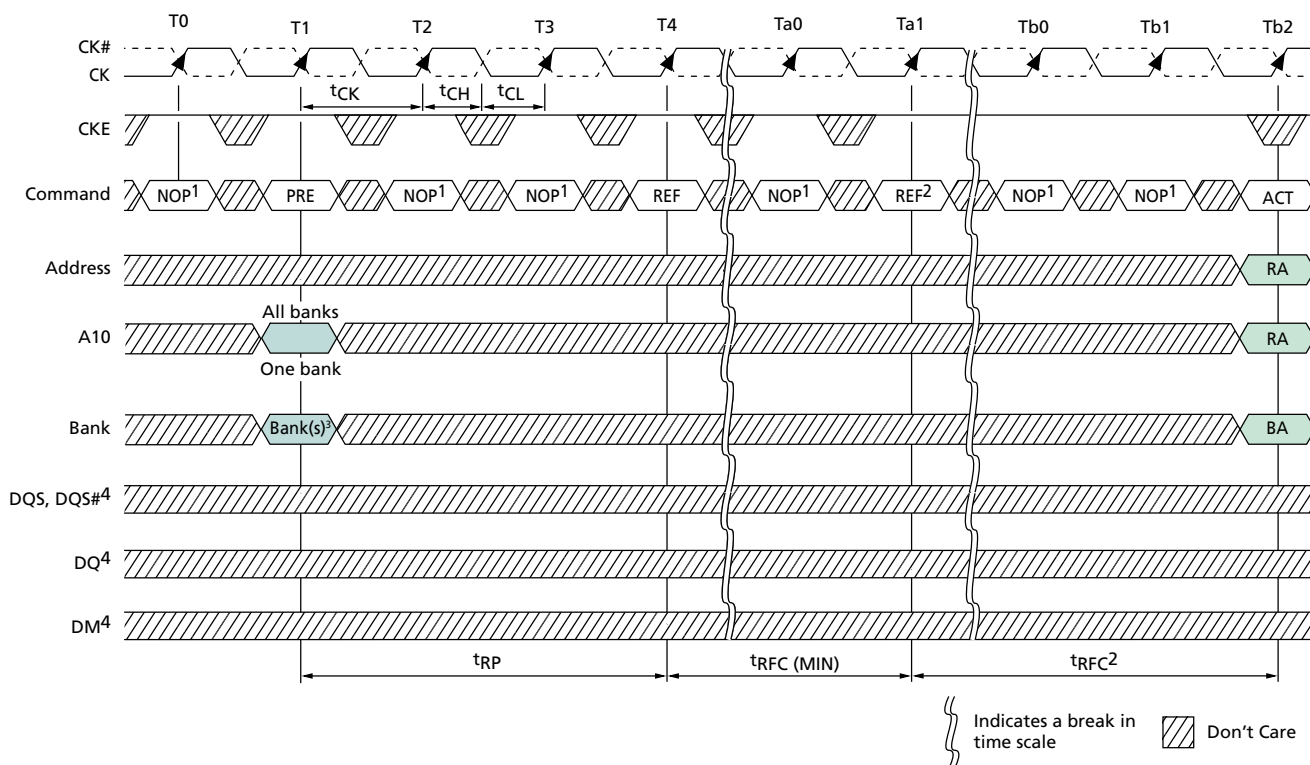 T0 T1 T2 T3 T4 Ta0 Ta1 Tb0 Tb1 Tb2
CK#
CK
tCK tCH tCL
CKE
Command NOP1 PRE NOP1 NOP1 REF NOP1 REF2 NOP1 NOP1 ACT
Address RA
All banks
A10 RA
One bank
Bank Bank(s)3 BA
DQS, DQS#4
DQ4
DM4
tRP tRFC (MIN) tRFC2
Indicates a break in
time scale
Don't Care